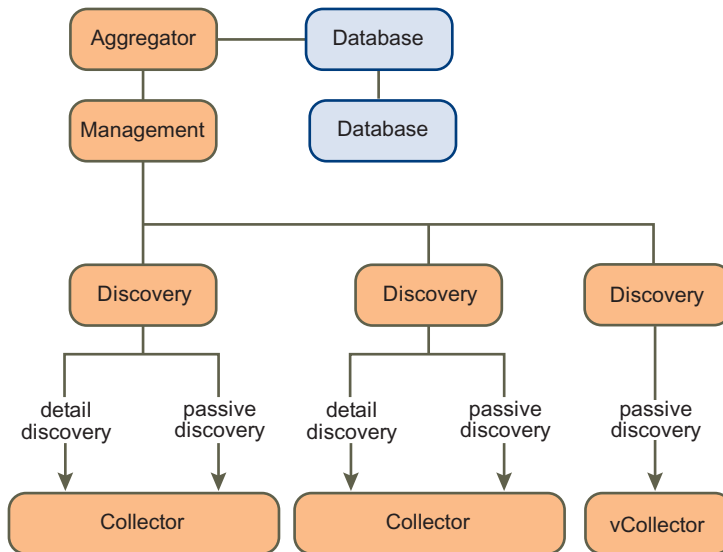 Aggregator
Database
Management
Database
Discovery
Discovery
Discovery
detail
discovery
passive
discovery
detail
discovery
passive
discovery
passive
discovery
Collector
Collector
vCollector